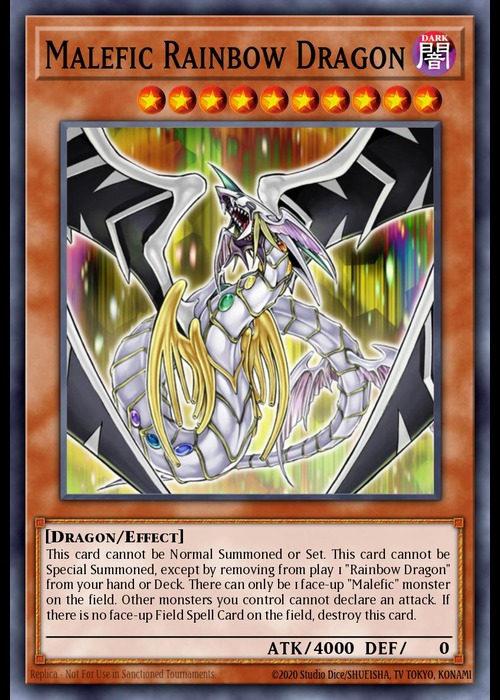 MALEFIC RAINBOW DRAGON
DARK
闇
[DRAGON/EFFECT]
This card cannot be Normal Summoned or Set. This card cannot be
Special Summoned, except by removing from play 1 "Rainbow Dragon"
from your hand or Deck. There can only be 1 face-up "Malefic" monster
on the field. Other monsters you control cannot declare an attack. If
there is no face-up Field Spell Card on the field, destroy this card.
ATK/4000 DEF/ 0
Replica - Not For Use in Sanctioned Tournaments
©2020 Studio Dice/SHUEISHA, TV TOKYO, KONAMI